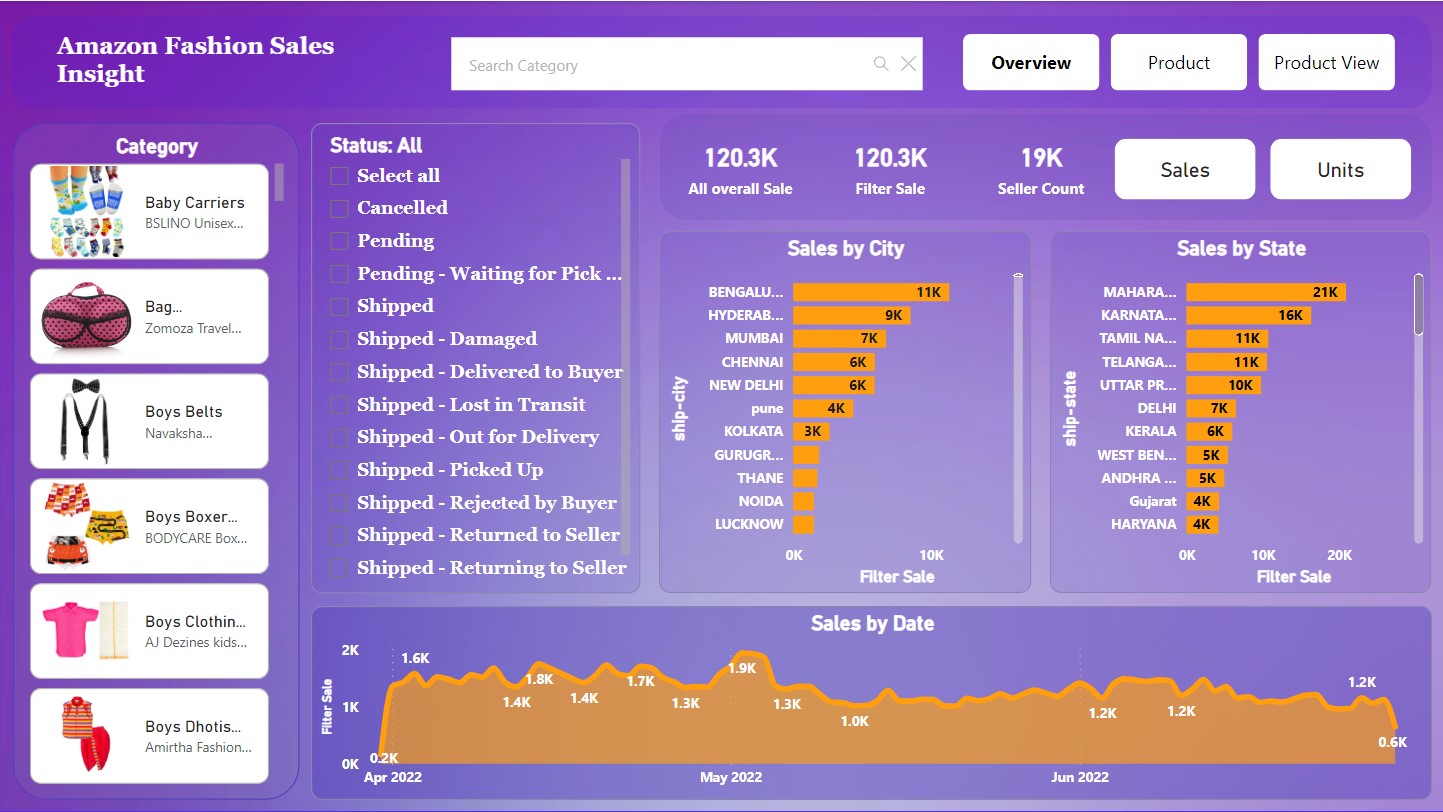 Amazon Fashion Sales
Insight
Search Category
Overview
Product
Product View
Category
Baby Carriers
BSLINO Unisex...
Bag...
Zomoza Travel...
Boys Belts
Navaksha...
Boys Boxer...
BODYCARE Box...
Boys Clothin...
AJ Dezines kids...
Boys Dhotis...
Amirtha Fashion...
Status: All
Select all
Cancelled
Pending
Pending - Waiting for Pick ...
Shipped
Shipped - Damaged
Shipped - Delivered to Buyer
Shipped - Lost in Transit
Shipped - Out for Delivery
Shipped - Picked Up
Shipped - Rejected by Buyer
Shipped - Returned to Seller
Shipped - Returning to Seller
120.3K
All overall Sale
120.3K
Filter Sale
19K
Seller Count
Sales
Units
Sales by City
ship-city
BENGALU... 11K
HYDERAB... 9K
MUMBAI 7K
CHENNAI 6K
NEW DELHI 6K
pune 4K
KOLKATA 3K
GURUGR...
THANE
NOIDA
LUCKNOW
0K 10K
Filter Sale
Sales by State
ship-state
MAHARA... 21K
KARNATA... 16K
TAMIL NA... 11K
TELANGA... 11K
UTTAR PR... 10K
DELHI 7K
KERALA 6K
WEST BEN... 5K
ANDHRA ... 5K
Gujarat 4K
HARYANA 4K
0K 10K 20K
Filter Sale
Sales by Date
Filter Sale
2K
1K
0K
0.2K
1.6K
1.4K
1.8K
1.4K
1.7K
1.3K
1.9K
1.3K
1.0K
1.2K
1.2K
1.2K
0.6K
Apr 2022 May 2022 Jun 2022